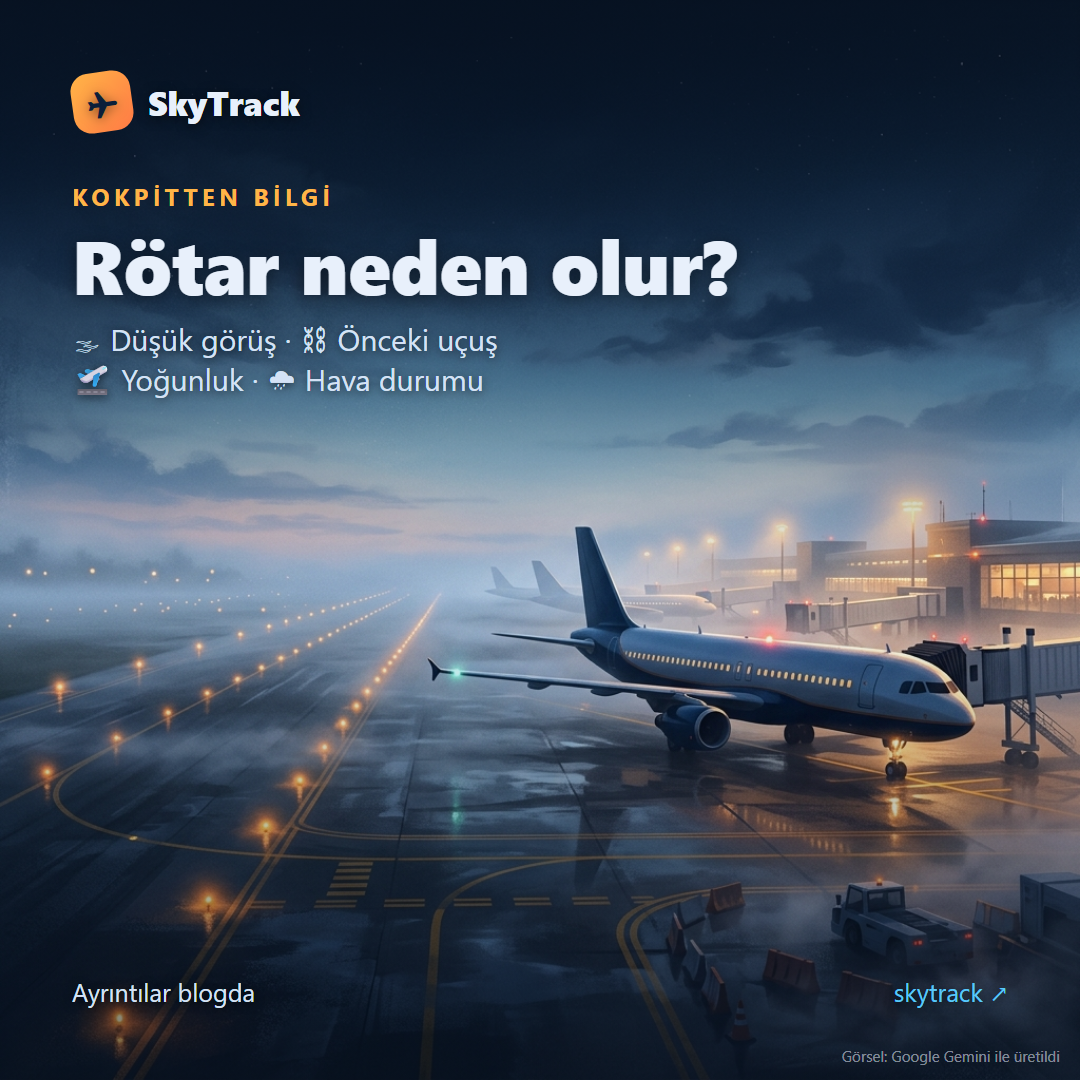 SkyTrack
KOKPİTTEN BİLGİ
Rötar neden olur?
🌫 Düşük görüş · ⛓ Önceki uçuş
🛫 Yoğunluk · 🌧 Hava durumu
Ayrıntılar blogda
skytrack ↗
Görsel: Google Gemini ile üretildi